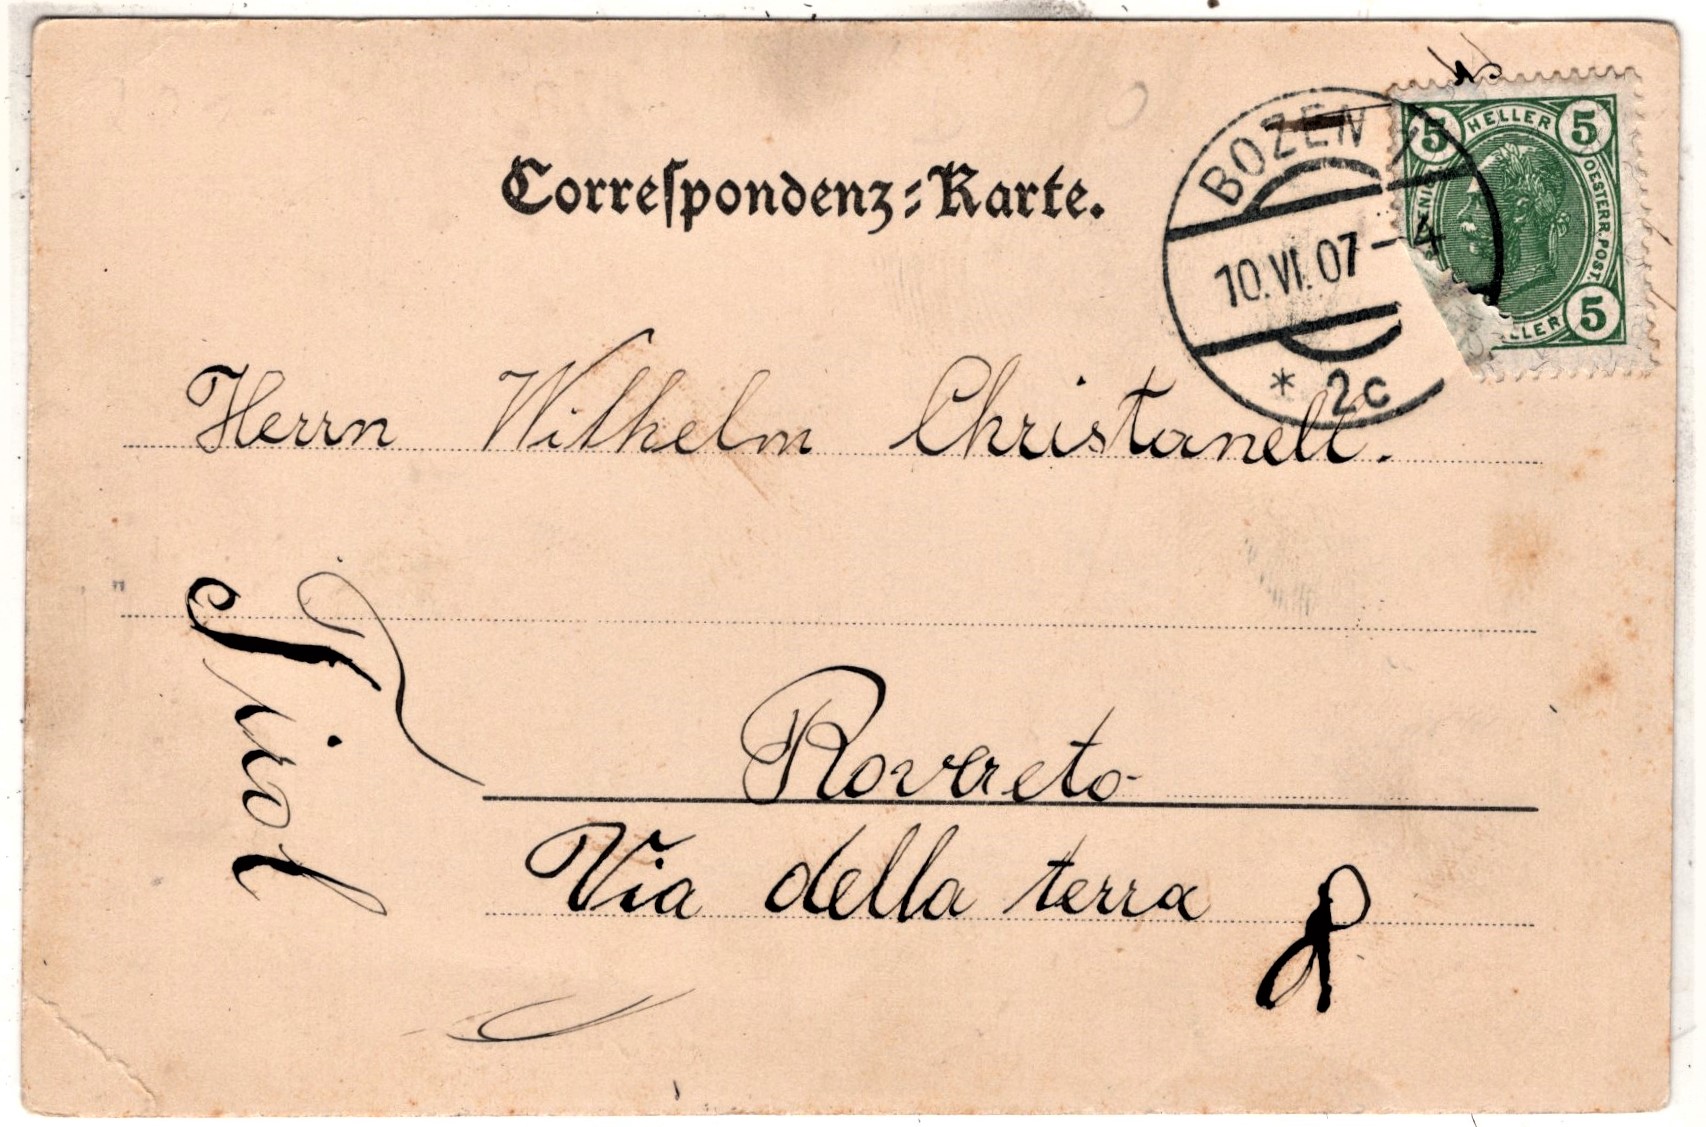 Correspondenz-Karte.
BOZEN 1
10.VI.07-4
* 2c
5 HELLER 5
OESTERR.POST.
5
Herrn Wilhelm Christanell.
Rovereto
Via della terra 8
Tirol